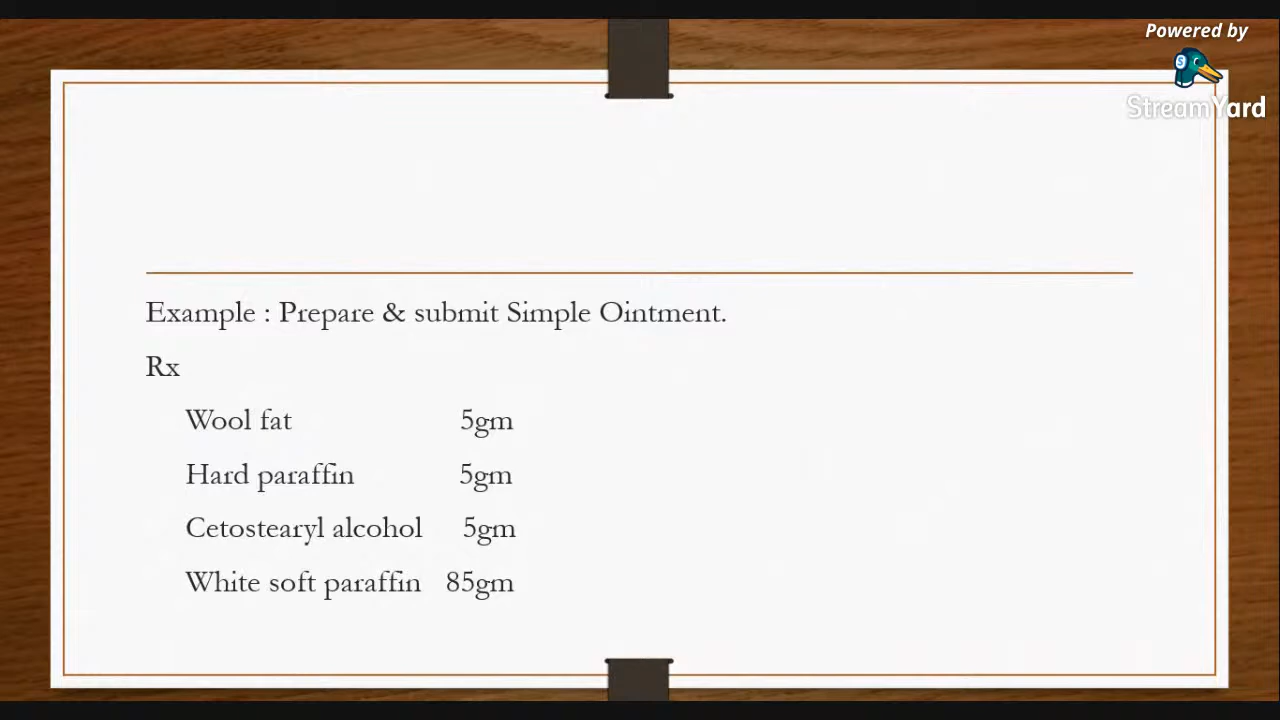 Powered by
StreamYard
Example : Prepare & submit Simple Ointment.
Rx
Wool fat 5gm
Hard paraffin 5gm
Cetostearyl alcohol 5gm
White soft paraffin 85gm